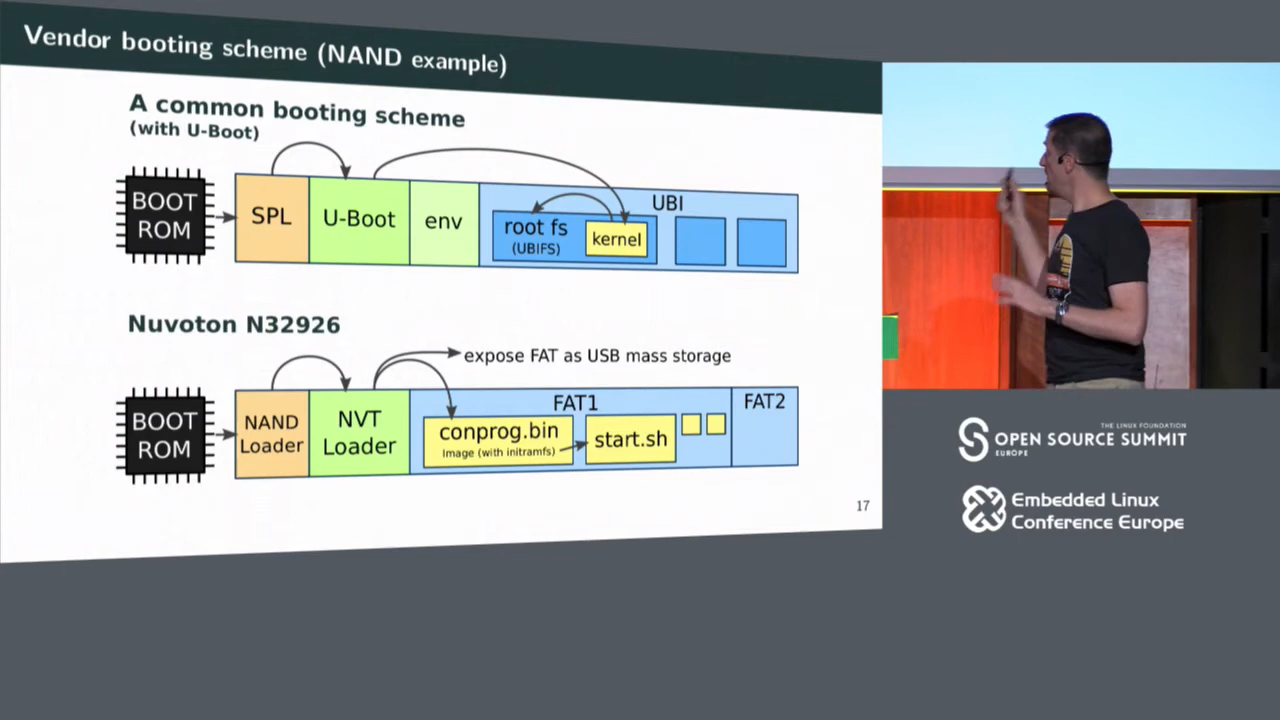 Vendor booting scheme (NAND example)
A common booting scheme
(with U-Boot)
BOOT
ROM
SPL
U-Boot
env
UBI
root fs
(UBIFS)
kernel
Nuvoton N32926
expose FAT as USB mass storage
BOOT
ROM
NAND
Loader
NVT
Loader
FAT1
conprog.bin
Image (with initramfs)
start.sh
FAT2
17
THE LINUX FOUNDATION
OPEN SOURCE SUMMIT
EUROPE
Embedded Linux
Conference Europe